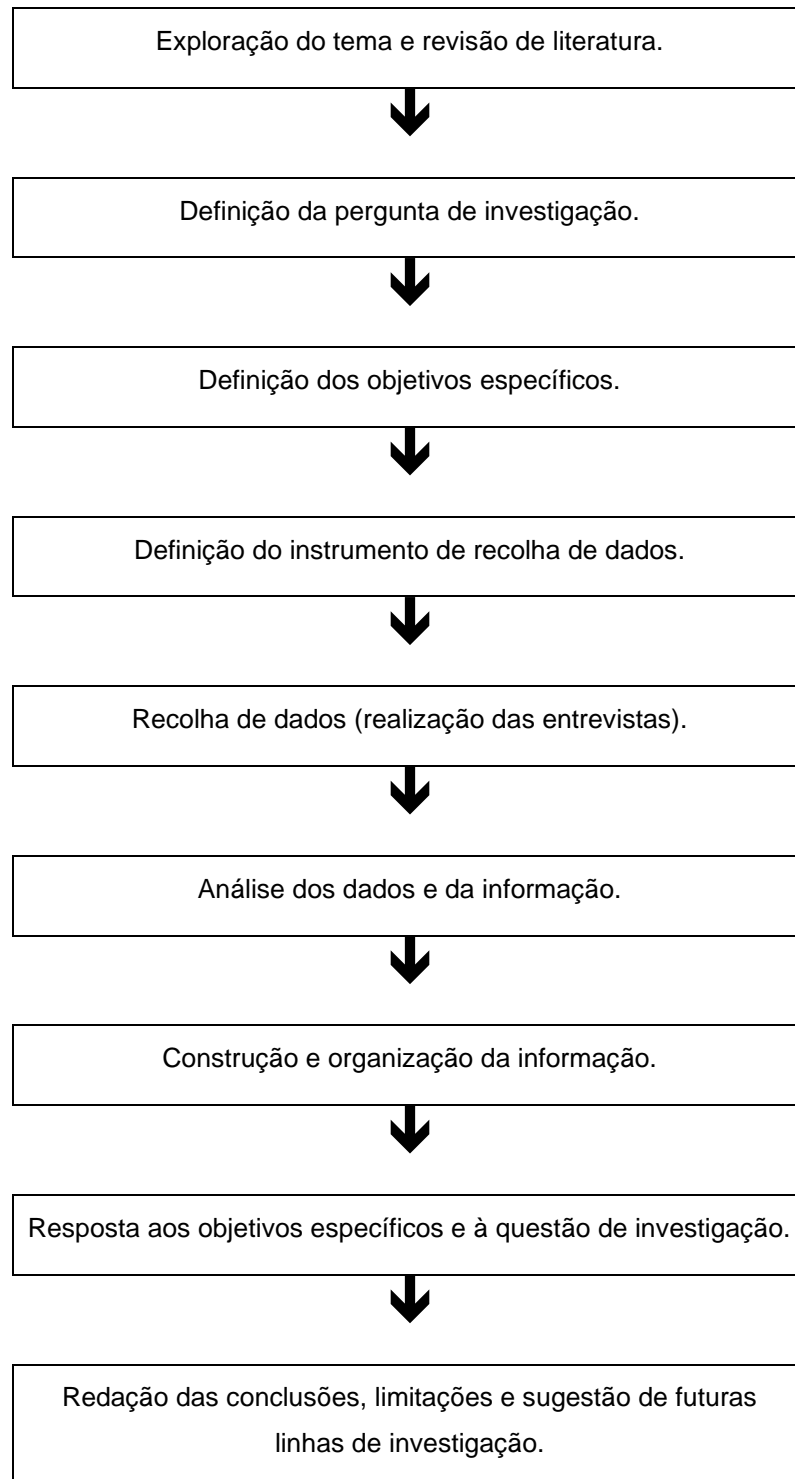 Exploração do tema e revisão de literatura.
Definição da pergunta de investigação.
Definição dos objetivos específicos.
Definição do instrumento de recolha de dados.
Recolha de dados (realização das entrevistas).
Análise dos dados e da informação.
Construção e organização da informação.
Resposta aos objetivos específicos e à questão de investigação.
Redação das conclusões, limitações e sugestão de futuras
linhas de investigação.